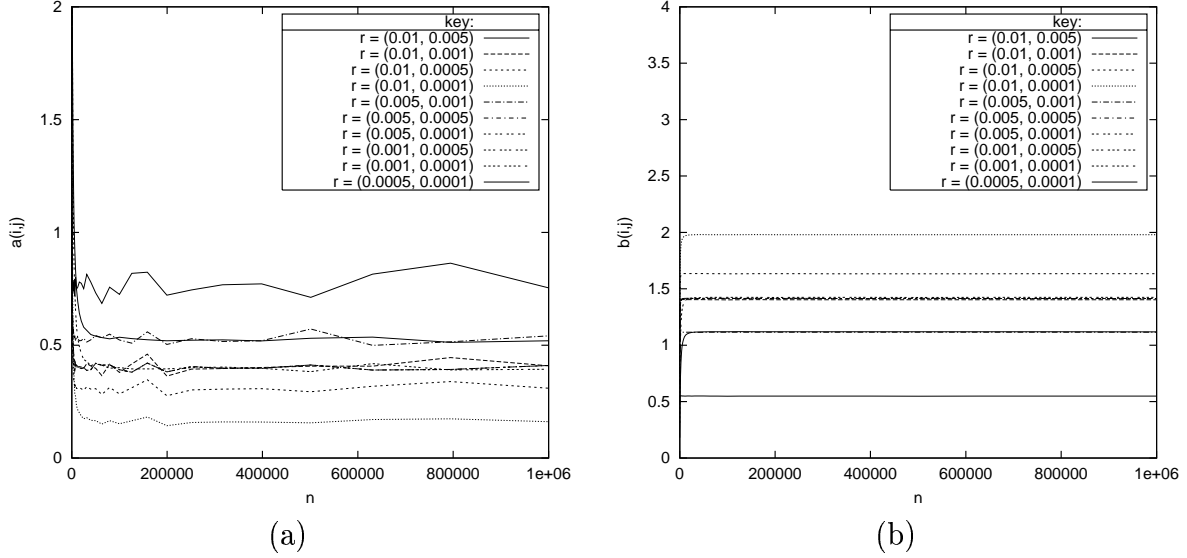 2
1.5
1
0.5
0
a(i,j)
0
200000
400000
600000
800000
1e+06
n
key:
r = (0.01, 0.005)
r = (0.01, 0.001)
r = (0.01, 0.0005)
r = (0.01, 0.0001)
r = (0.005, 0.001)
r = (0.005, 0.0005)
r = (0.005, 0.0001)
r = (0.001, 0.0005)
r = (0.001, 0.0001)
r = (0.0005, 0.0001)
(a)
4
3.5
3
2.5
2
1.5
1
0.5
0
b(i,j)
0
200000
400000
600000
800000
1e+06
n
key:
r = (0.01, 0.005)
r = (0.01, 0.001)
r = (0.01, 0.0005)
r = (0.01, 0.0001)
r = (0.005, 0.001)
r = (0.005, 0.0005)
r = (0.005, 0.0001)
r = (0.001, 0.0005)
r = (0.001, 0.0001)
r = (0.0005, 0.0001)
(b)